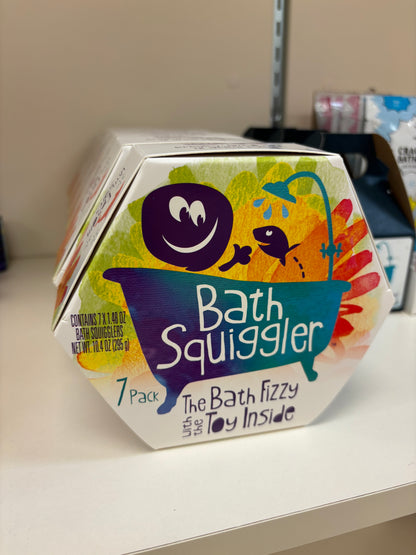 Bath
Squiggler
CONTAINS 7 X 1.48 OZ
BATH SQUIGGLERS
NET WT 10.4 OZ (295 g)
7 Pack
The Bath Fizzy
with the Toy Inside